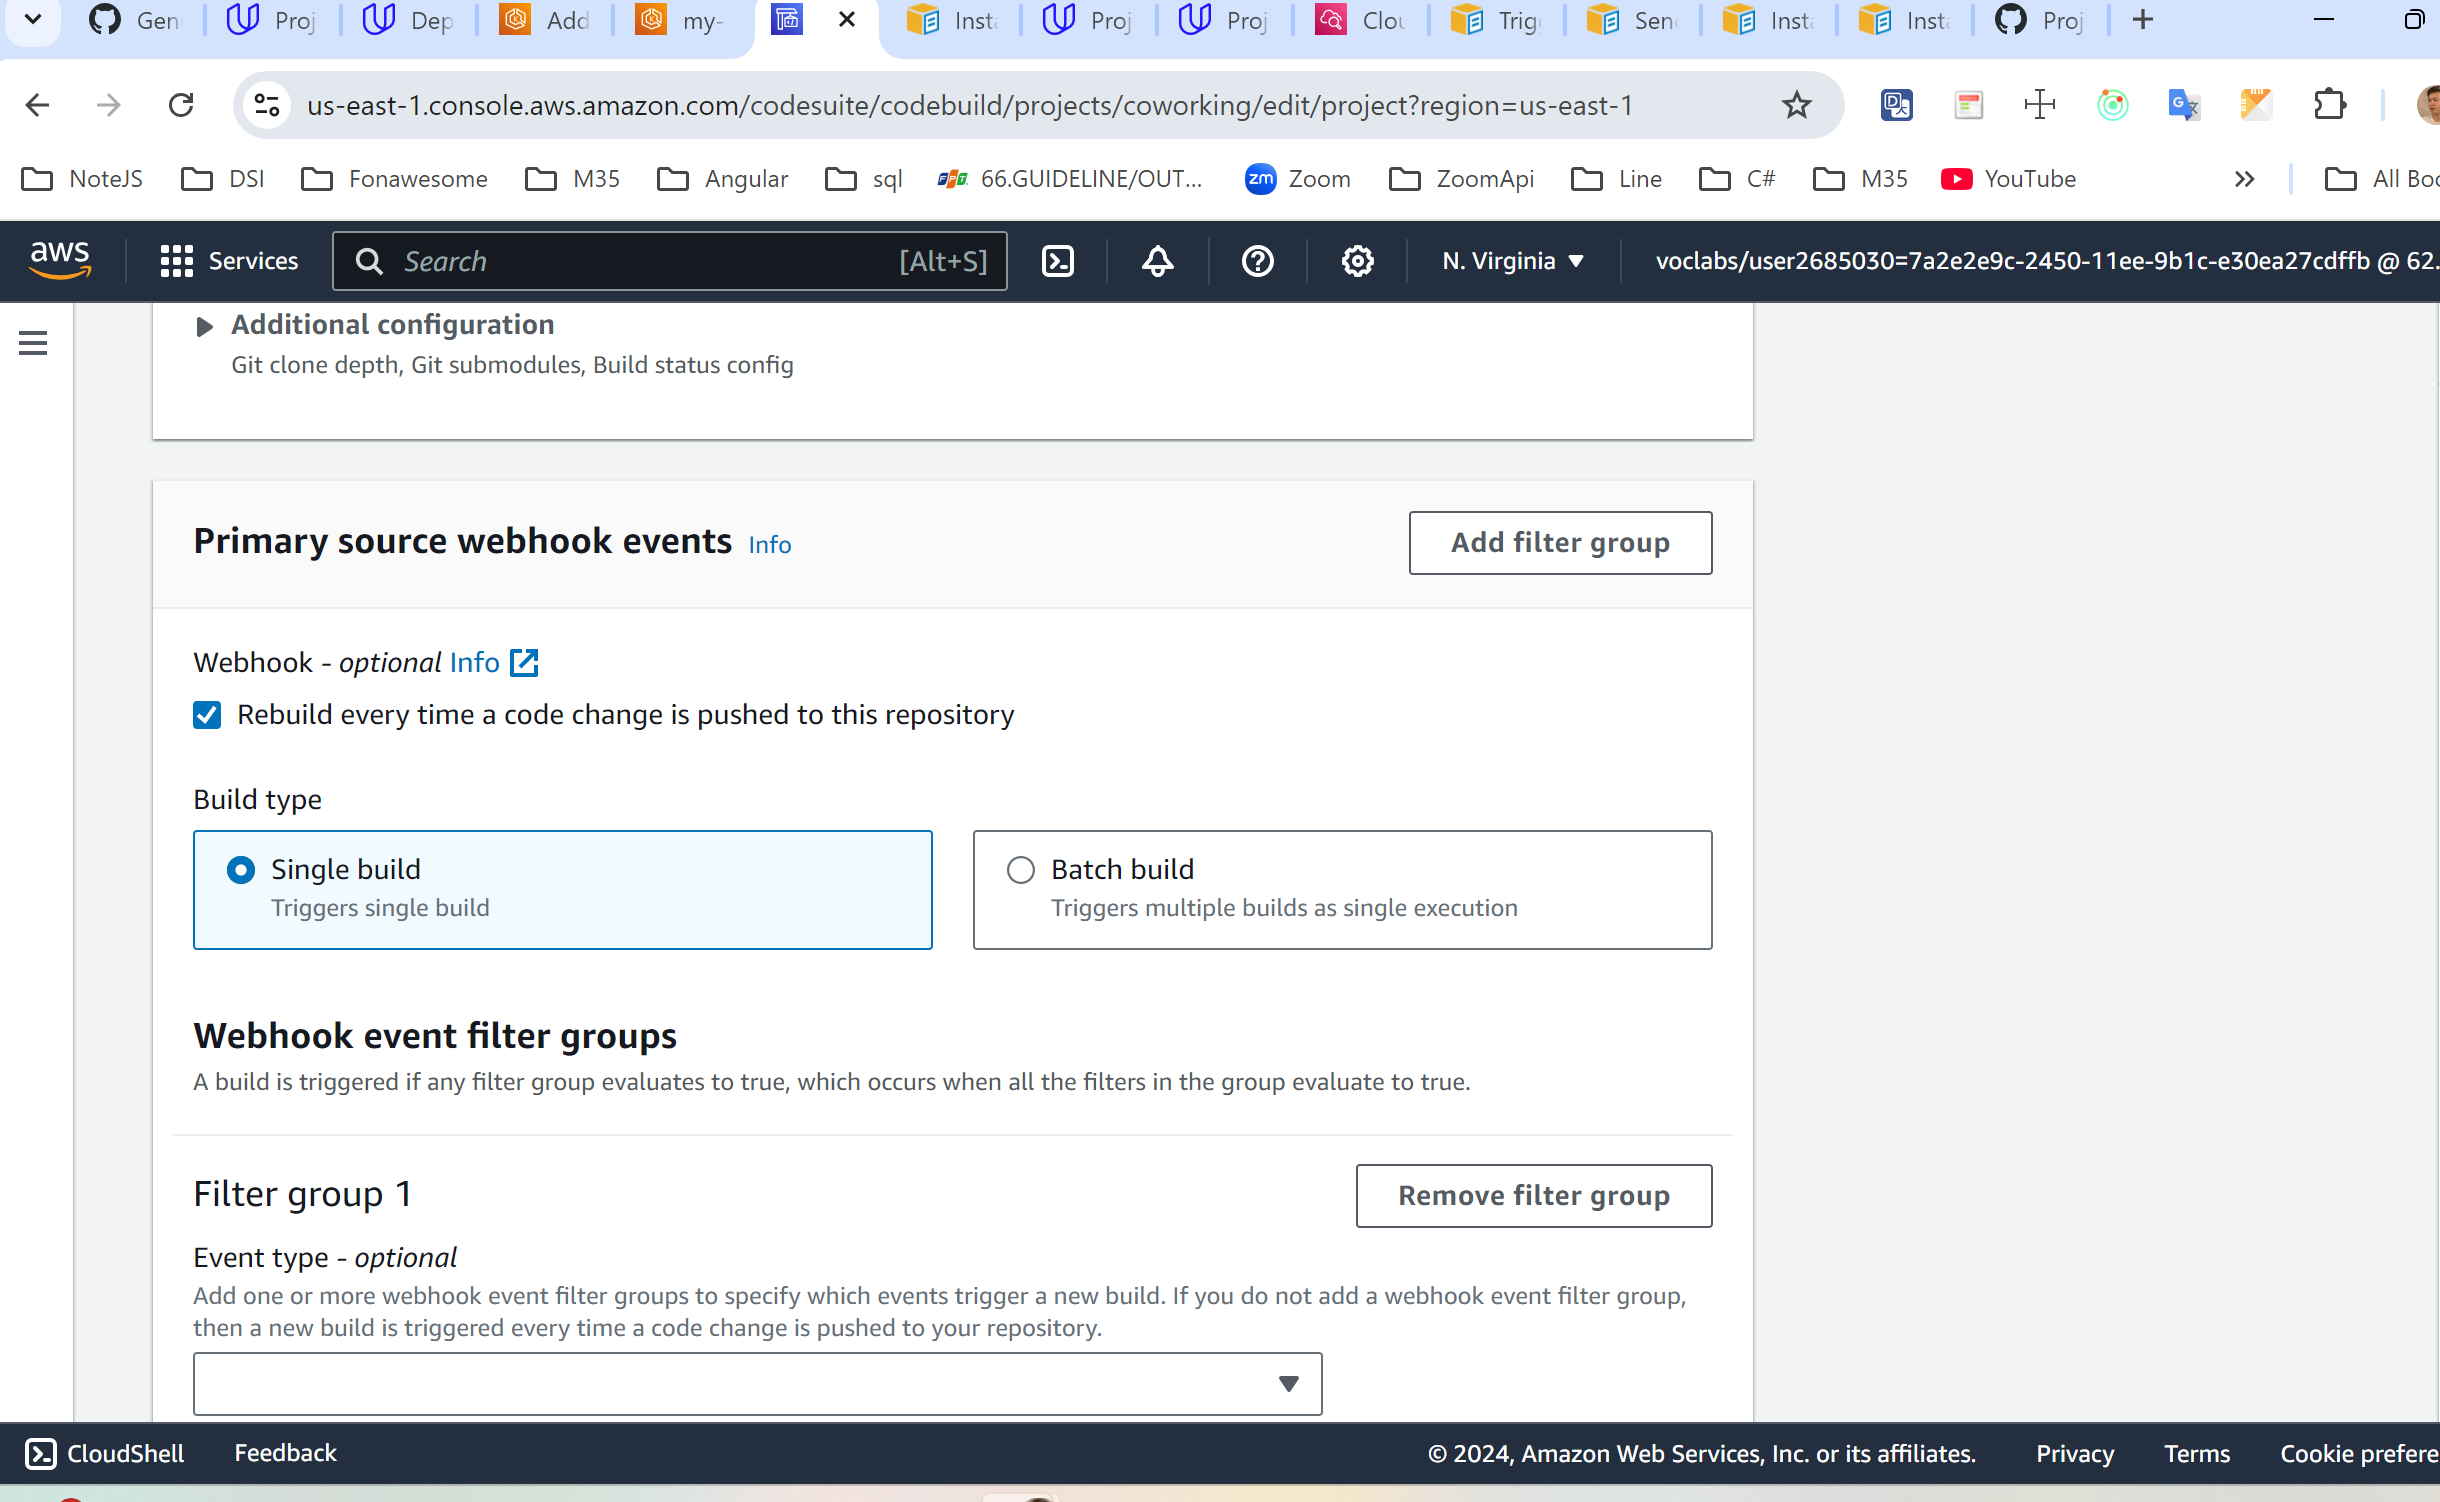 Gen
Proj
Dep
Add
my-
Insta
Proj
Proj
Clou
Trigg
Sen
Insta
Insta
Proj
us-east-1.console.aws.amazon.com/codesuite/codebuild/projects/coworking/edit/project?region=us-east-1
NoteJS DSI Fonawesome M35 Angular sql FPT. 66.GUIDELINE/OUT... zm Zoom ZoomApi Line C# M35 YouTube All Boo
aws Services Search [Alt+S] N. Virginia voclabs/user2685030=7a2e2e9c-2450-11ee-9b1c-e30ea27cdffb @ 62.
Additional configuration
Git clone depth, Git submodules, Build status config
Primary source webhook events Info Add filter group
Webhook - optional Info
Rebuild every time a code change is pushed to this repository
Build type
Single build
Triggers single build
Batch build
Triggers multiple builds as single execution
Webhook event filter groups
A build is triggered if any filter group evaluates to true, which occurs when all the filters in the group evaluate to true.
Filter group 1 Remove filter group
Event type - optional
Add one or more webhook event filter groups to specify which events trigger a new build. If you do not add a webhook event filter group,
then a new build is triggered every time a code change is pushed to your repository.
CloudShell Feedback © 2024, Amazon Web Services, Inc. or its affiliates. Privacy Terms Cookie prefere